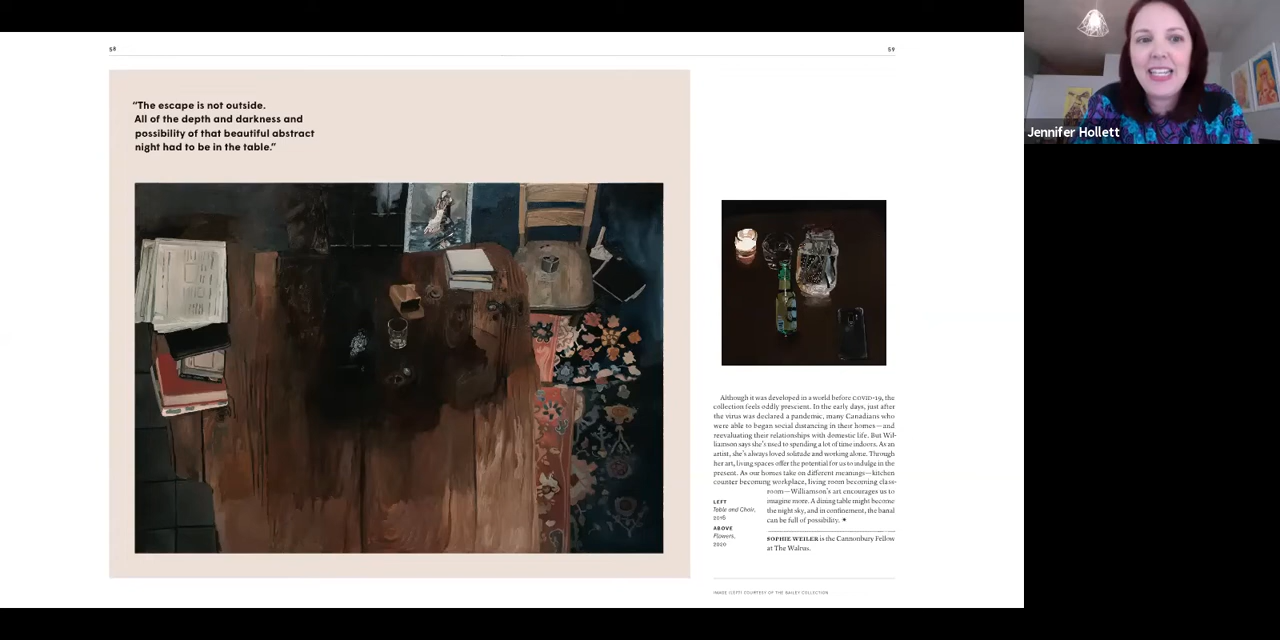 58
59
“The escape is not outside.
All of the depth and darkness and
possibility of that beautiful abstract
night had to be in the table.”
Although it was developed in a world before COVID-19, the
collection feels oddly prescient. In the early days, just after
the virus was declared a pandemic, many Canadians who
were able to began social distancing in their homes—and
reevaluating their relationships with domestic life. But Wil-
liamson says she's used to spending a lot of time indoors. As an
artist, she's always loved solitude and working alone. Through
her art, living spaces offer the potential for us to indulge in the
present. As our homes take on different meanings—kitchen
counter becoming workplace, living room becoming class-
room—Williamson's art encourages us to
imagine more. A dining table might become
the night sky, and in confinement, the banal
can be full of possibility. ✦
LEFT
Table and Chair,
2016
ABOVE
Flowers,
2020
SOPHIE WEILER is the Cannonbury Fellow
at The Walrus.
IMAGE (LEFT) COURTESY OF THE BAILEY COLLECTION
Jennifer Hollett